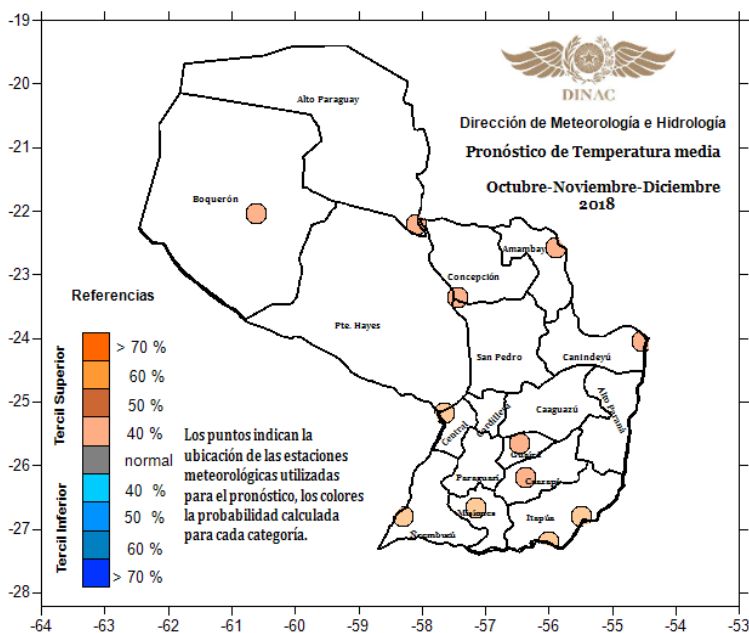 DINAC
Dirección de Meteorología e Hidrología
Pronóstico de Temperatura media
Octubre-Noviembre-Diciembre
2018
-19
-20
-21
-22
-23
-24
-25
-26
-27
-28
-64
-63
-62
-61
-60
-59
-58
-57
-56
-55
-54
-53
Alto Paraguay
Boquerón
Amambay
Concepción
Pte. Hayes
San Pedro
Canindeyú
Alto Paraná
Caaguazú
Cordillera
Central
Guairá
Paraguarí
Caazapá
Misiones
Itapúa
Ñeembucú
Referencias
Tercil Superior
> 70 %
60 %
50 %
40 %
normal
Tercil Inferior
40 %
50 %
60 %
> 70 %
Los puntos indican la
ubicación de las estaciones
meteorológicas utilizadas
para el pronóstico, los colores
la probabilidad calculada
para cada categoría.